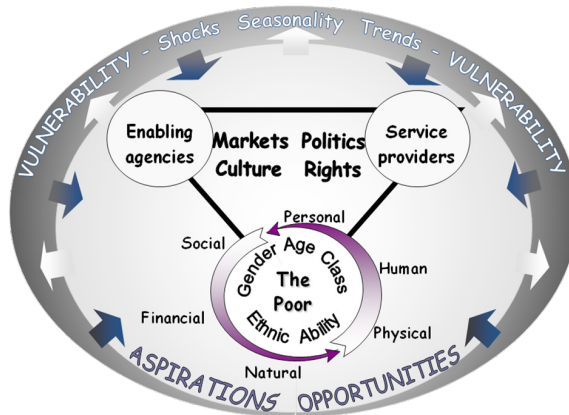 VULNERABILITY - Shocks Seasonality Trends - VULNERABILITY
Enabling
agencies
Markets Politics
Culture Rights
Service
providers
Personal
Social
Human
Gender Age Class
The
Poor
Ethnic Ability
Financial
Physical
Natural
ASPIRATIONS OPPORTUNITIES